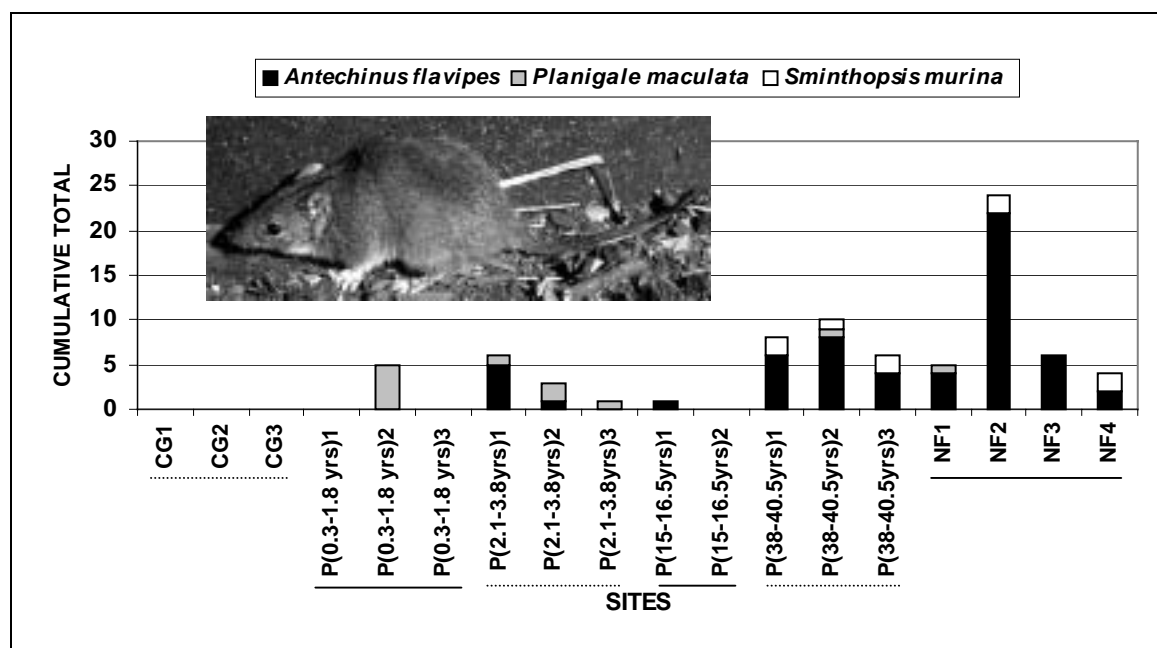 Antechinus flavipes Planigale maculata Sminthopsis murina
30
25
20
15
10
5
0
CUMULATIVE TOTAL
CG1
CG2
CG3
P(0.3-1.8 yrs)1
P(0.3-1.8 yrs)2
P(0.3-1.8 yrs)3
P(2.1-3.8yrs)1
P(2.1-3.8yrs)2
P(2.1-3.8yrs)3
P(15-16.5yrs)1
P(15-16.5yrs)2
P(38-40.5yrs)1
P(38-40.5yrs)2
P(38-40.5yrs)3
NF1
NF2
NF3
NF4
SITES